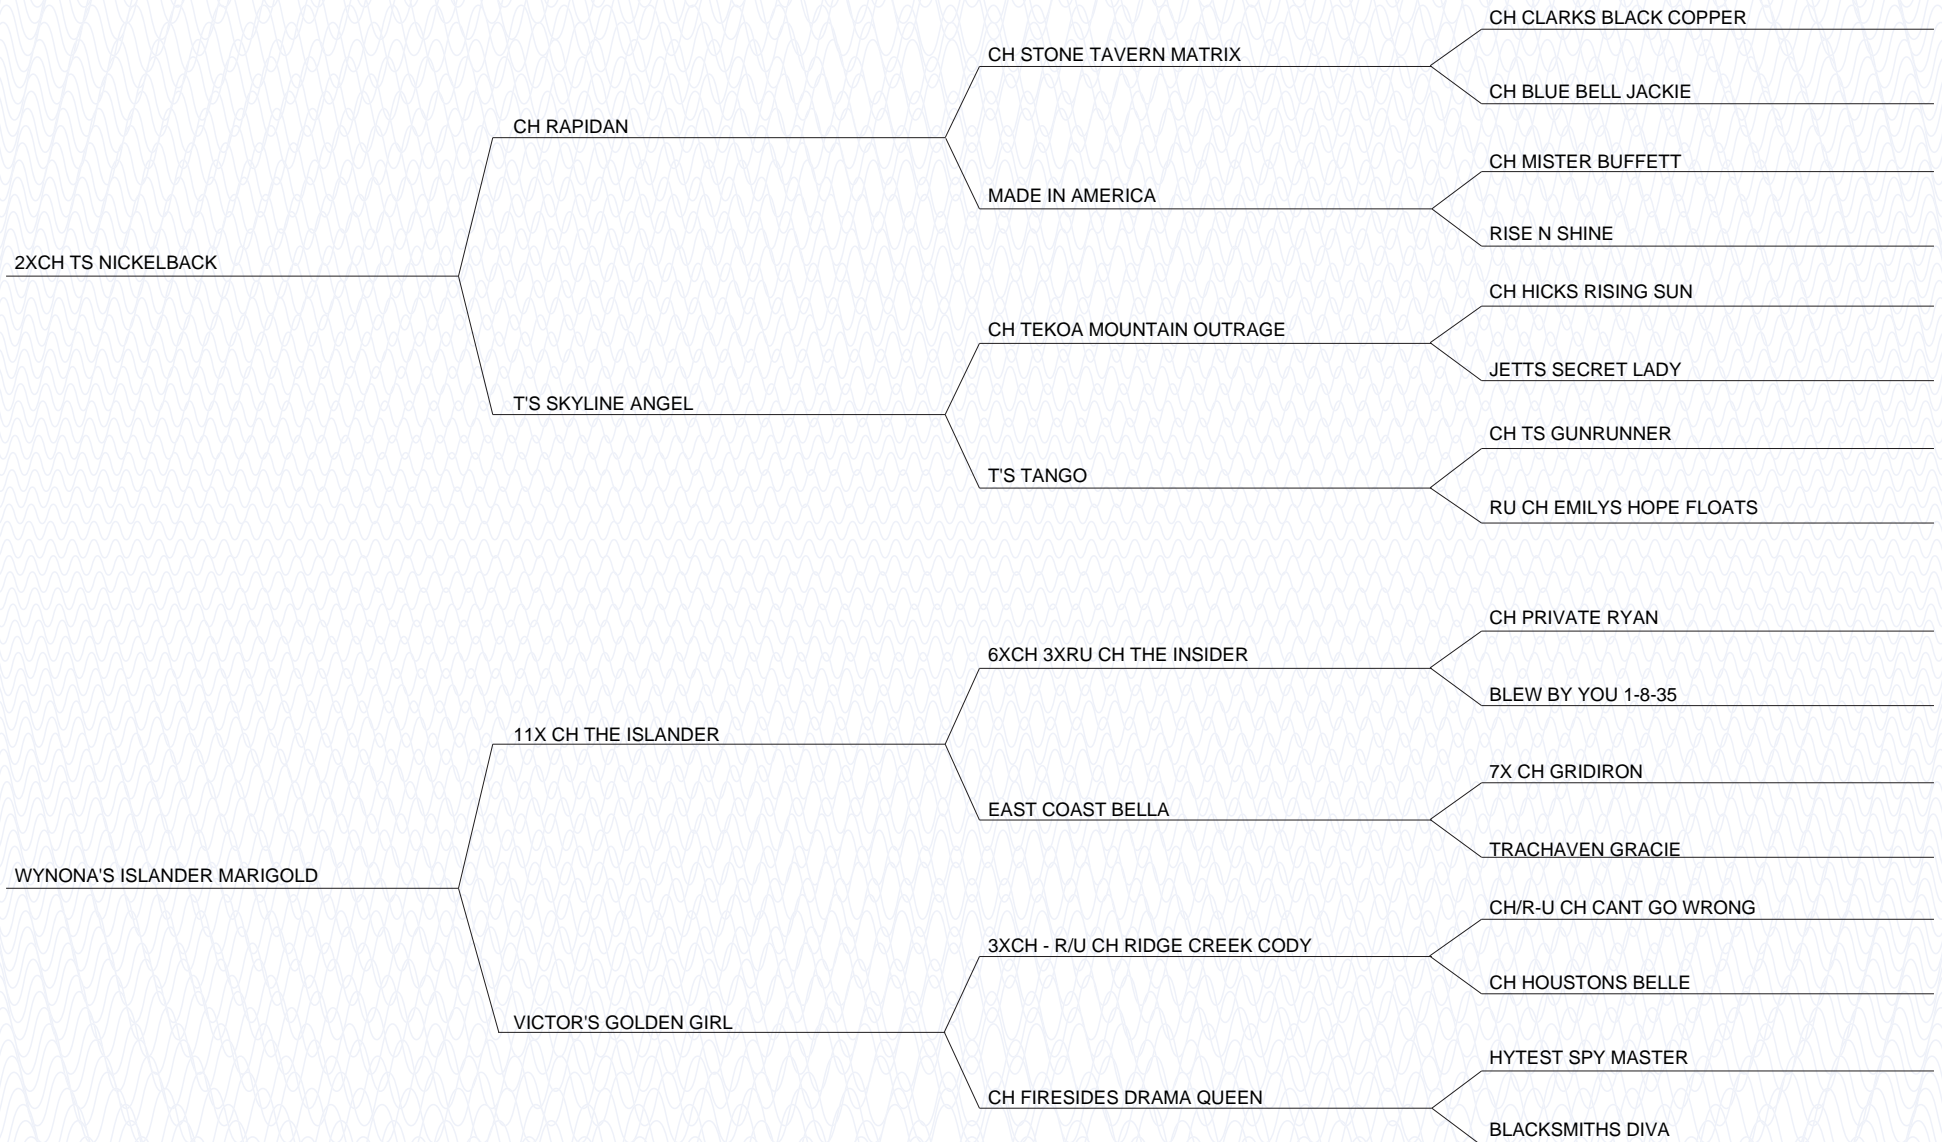 CH CLARKS BLACK COPPER
CH STONE TAVERN MATRIX
CH BLUE BELL JACKIE
CH RAPIDAN
CH MISTER BUFFETT
MADE IN AMERICA
RISE N SHINE
2XCH TS NICKELBACK
CH HICKS RISING SUN
CH TEKOA MOUNTAIN OUTRAGE
JETTS SECRET LADY
T'S SKYLINE ANGEL
CH TS GUNRUNNER
T'S TANGO
RU CH EMILYS HOPE FLOATS
CH PRIVATE RYAN
6XCH 3XRU CH THE INSIDER
BLEW BY YOU 1-8-35
11X CH THE ISLANDER
7X CH GRIDIRON
EAST COAST BELLA
TRACHAVEN GRACIE
WYNONA'S ISLANDER MARIGOLD
CH/R-U CH CANT GO WRONG
3XCH - R/U CH RIDGE CREEK CODY
CH HOUSTONS BELLE
VICTOR'S GOLDEN GIRL
HYTEST SPY MASTER
CH FIRESIDES DRAMA QUEEN
BLACKSMITHS DIVA